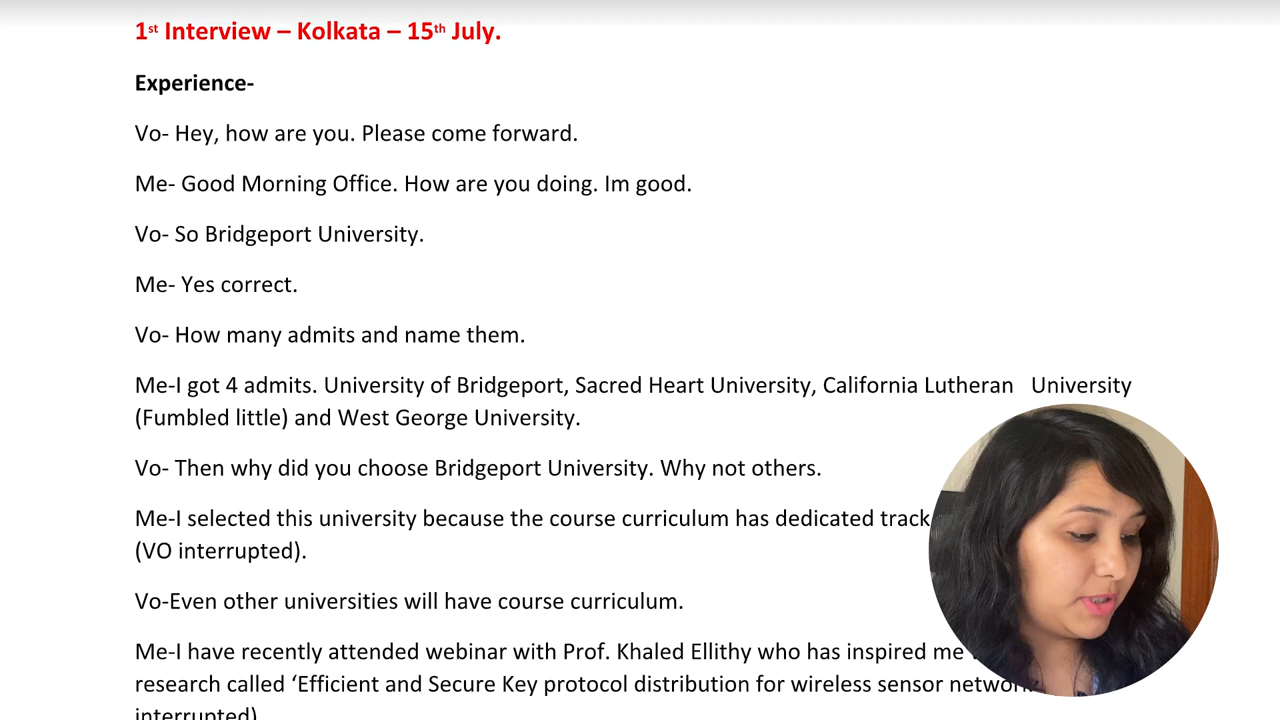 1st Interview – Kolkata – 15th July.
Experience-
Vo- Hey, how are you. Please come forward.
Me- Good Morning Office. How are you doing. Im good.
Vo- So Bridgeport University.
Me- Yes correct.
Vo- How many admits and name them.
Me-I got 4 admits. University of Bridgeport, Sacred Heart University, California Lutheran University
(Fumbled little) and West George University.
Vo- Then why did you choose Bridgeport University. Why not others.
Me-I selected this university because the course curriculum has dedicated track
(VO interrupted).
Vo-Even other universities will have course curriculum.
Me-I have recently attended webinar with Prof. Khaled Ellithy who has inspired me
research called ‘Efficient and Secure Key protocol distribution for wireless sensor
interrupted)